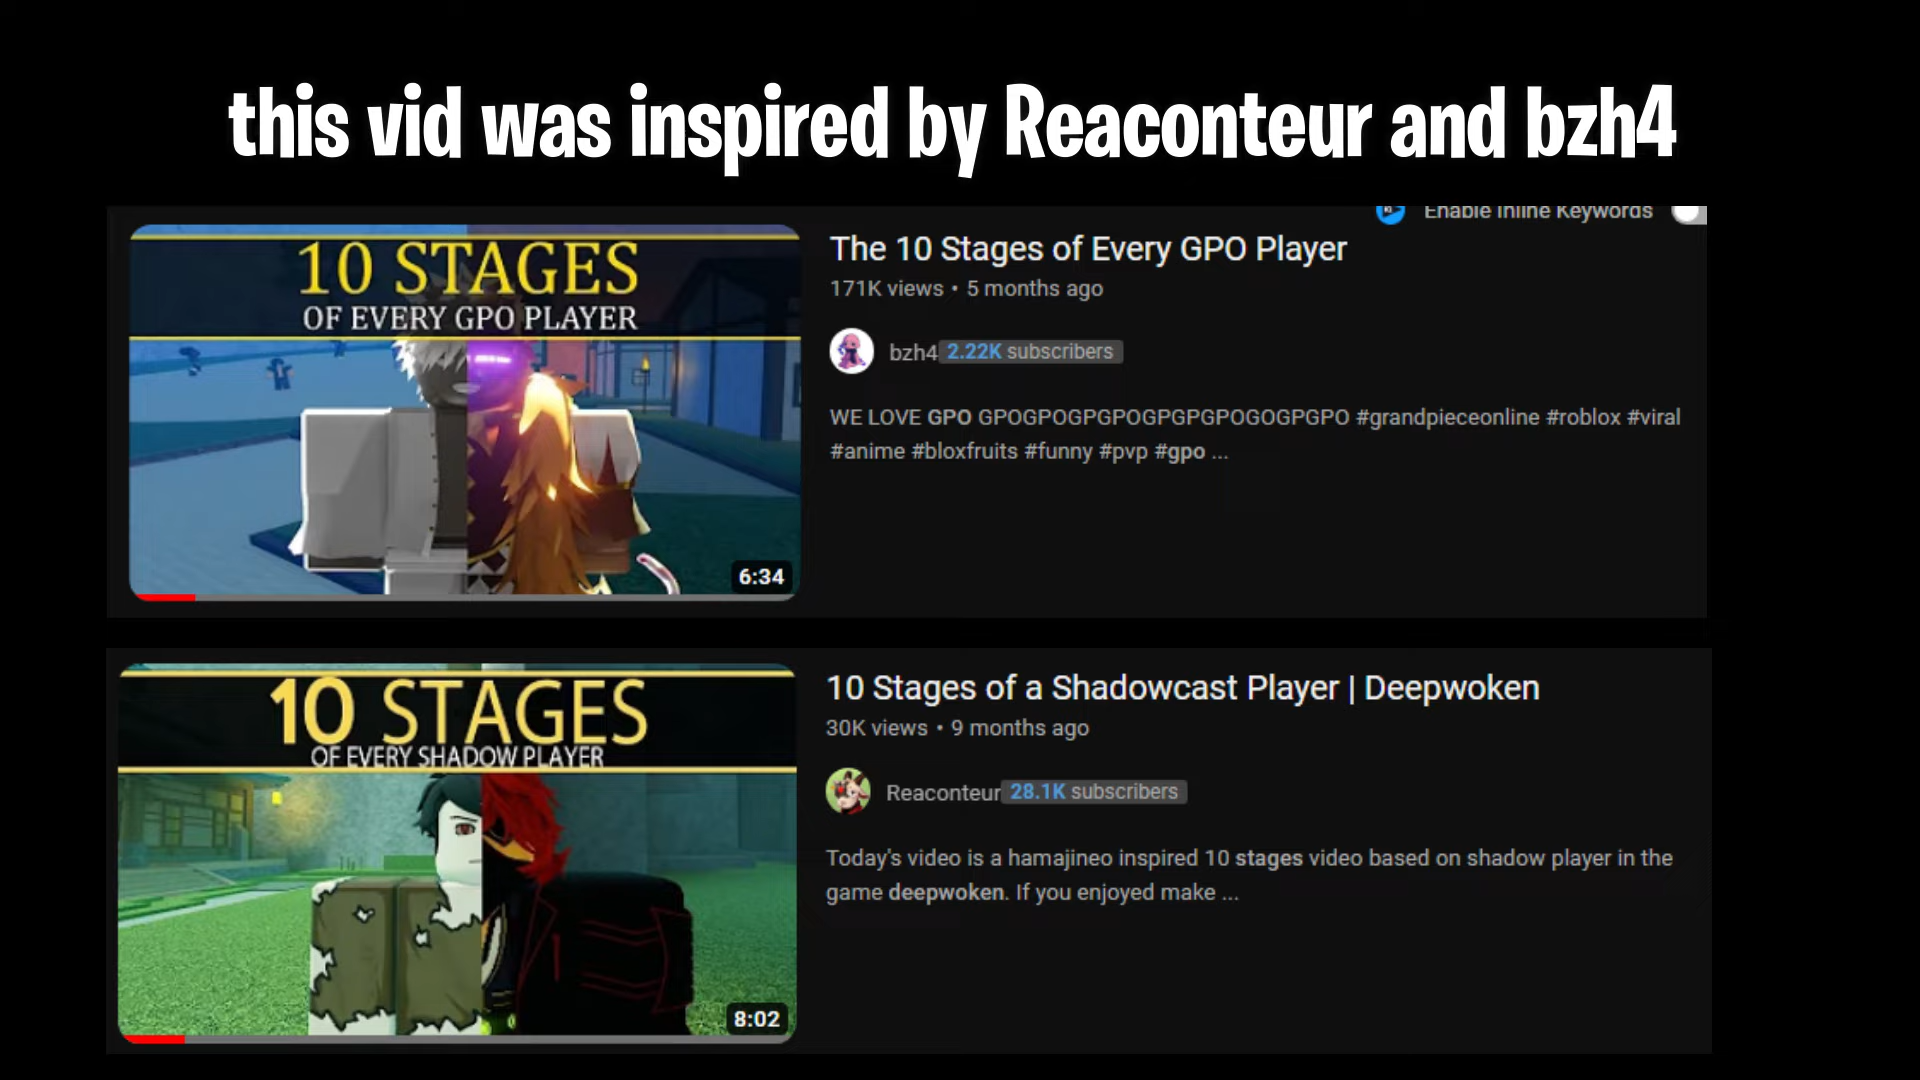 this vid was inspired by Reaconteur and bzh4
Enable Inline Keywords
10 STAGES
OF EVERY GPO PLAYER
6:34
The 10 Stages of Every GPO Player
171K views • 5 months ago
bzh4 2.22K subscribers
WE LOVE GPO GPOGPOGPGPOGPGPGPOGOGPGPO #grandpieceonline #roblox #viral
#anime #bloxfruits #funny #pvp #gpo ...
10 STAGES
OF EVERY SHADOW PLAYER
8:02
10 Stages of a Shadowcast Player | Deepwoken
30K views • 9 months ago
Reaconteur 28.1K subscribers
Today's video is a hamajineo inspired 10 stages video based on shadow player in the
game deepwoken. If you enjoyed make ...